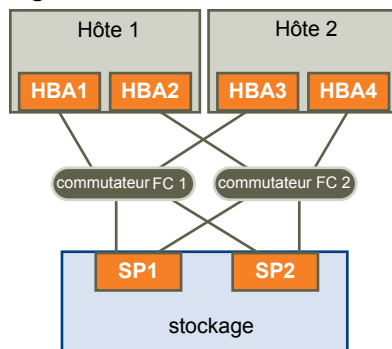 Hôte 1
Hôte 2
HBA1
HBA2
HBA3
HBA4
commutateur FC 1
commutateur FC 2
SP1
SP2
stockage